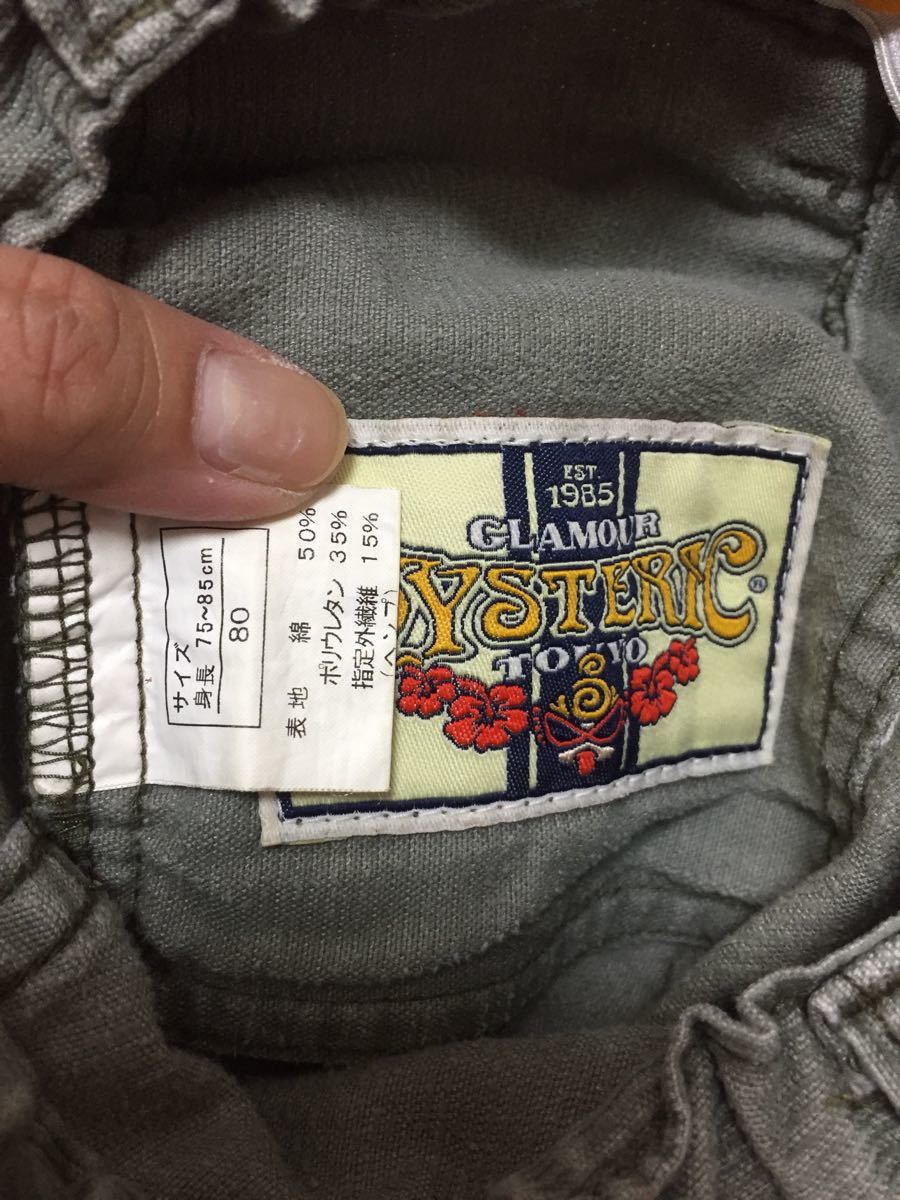 サイズ
身長 75~85cm
80
表地 綿 50%
ポリウレタン 35%
指定外繊維 15%
(ヘンプ)
EST.
1985
GLAMOUR
YSTERIC®
TOKYO